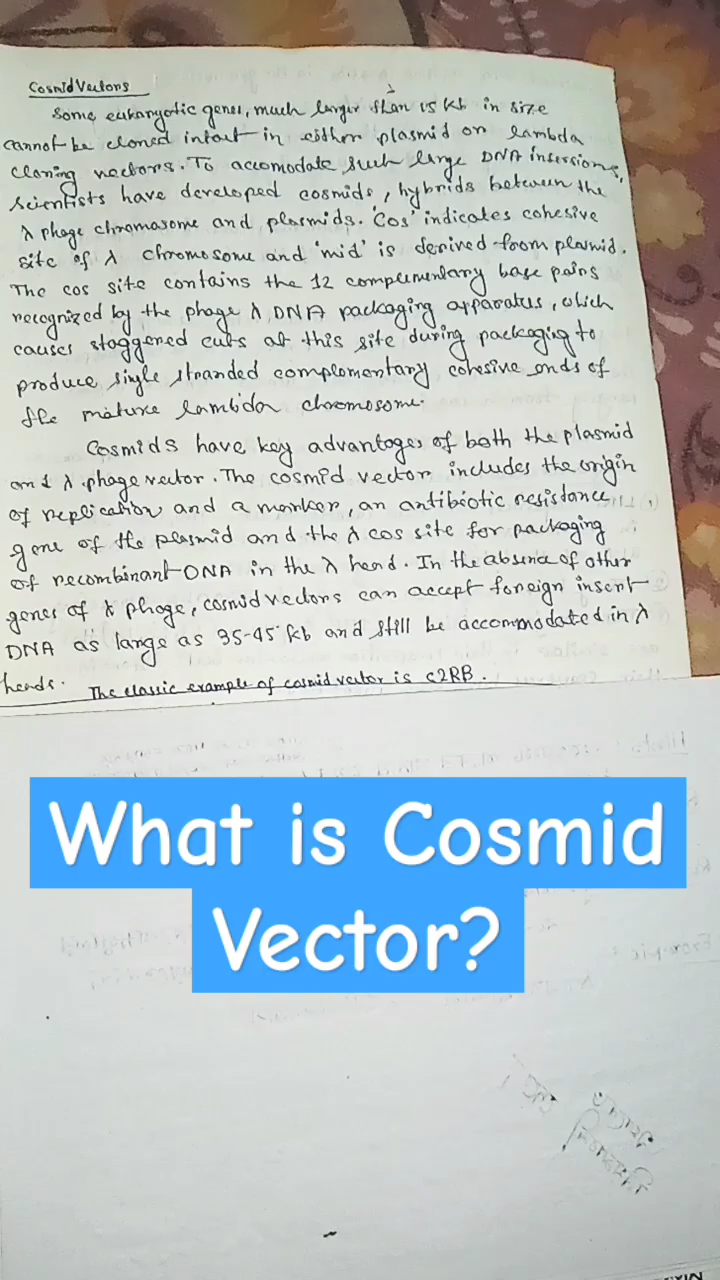 Cosmid Vectors
Some eukaryotic genes, much larger than 15 kb in size
cannot be cloned intact in either plasmid or lambda
cloning vectors. To accomodate such large DNA insersions,
scientists have developed cosmids, hybrids between the
λ phage chromasome and plasmids. 'Cos' indicates cohesive
site of λ chromosome and 'mid' is derived from plasmid.
The cos site contains the 12 complimentary base pairs
recognized by the phage λ DNA packaging apparatus, which
causes staggered cuts at this site during packaging to
produce single stranded complementary cohesive ends of
the mature lambda chromosome.
Cosmids have key advantages of both the plasmid
and λ phage vector. The cosmid vector includes the origin
of replication and a marker, an antibiotic resistance
gene of the plasmid and the λ cos site for packaging
of recombinant DNA in the λ head. In the absence of other
genes of λ phage, cosmid vectors can accept foreign insert
DNA as large as 35-45 kb and still be accommodated in λ
heads. The classic example of cosmid vector is c2RB.
What is Cosmid
Vector?